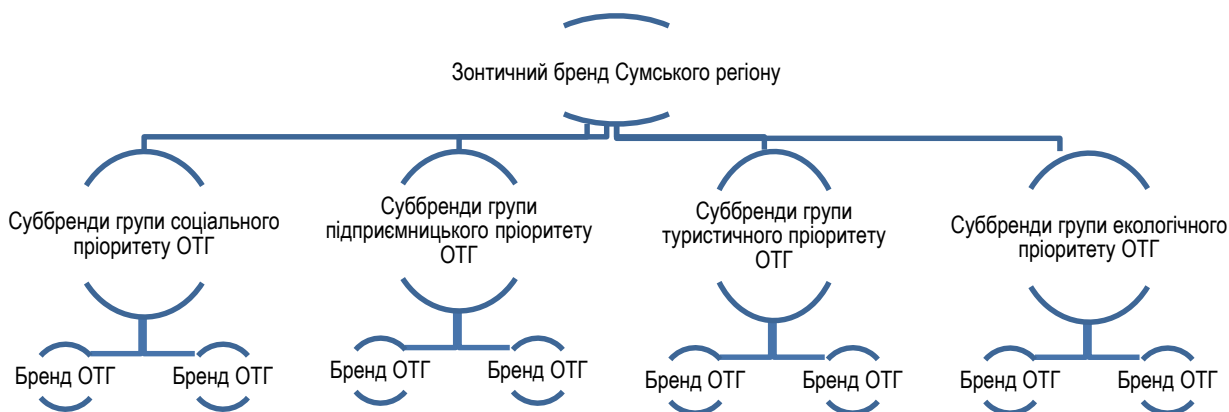 Зонтичний бренд Сумського регіону
Суббренди групи соціального
пріоритету ОТГ
Суббренди групи
підприємницького пріоритету
ОТГ
Суббренди групи
туристичного пріоритету
ОТГ
Суббренди групи екологічного
пріоритету ОТГ
Бренд ОТГ
Бренд ОТГ
Бренд ОТГ
Бренд ОТГ
Бренд ОТГ
Бренд ОТГ
Бренд ОТГ
Бренд ОТГ